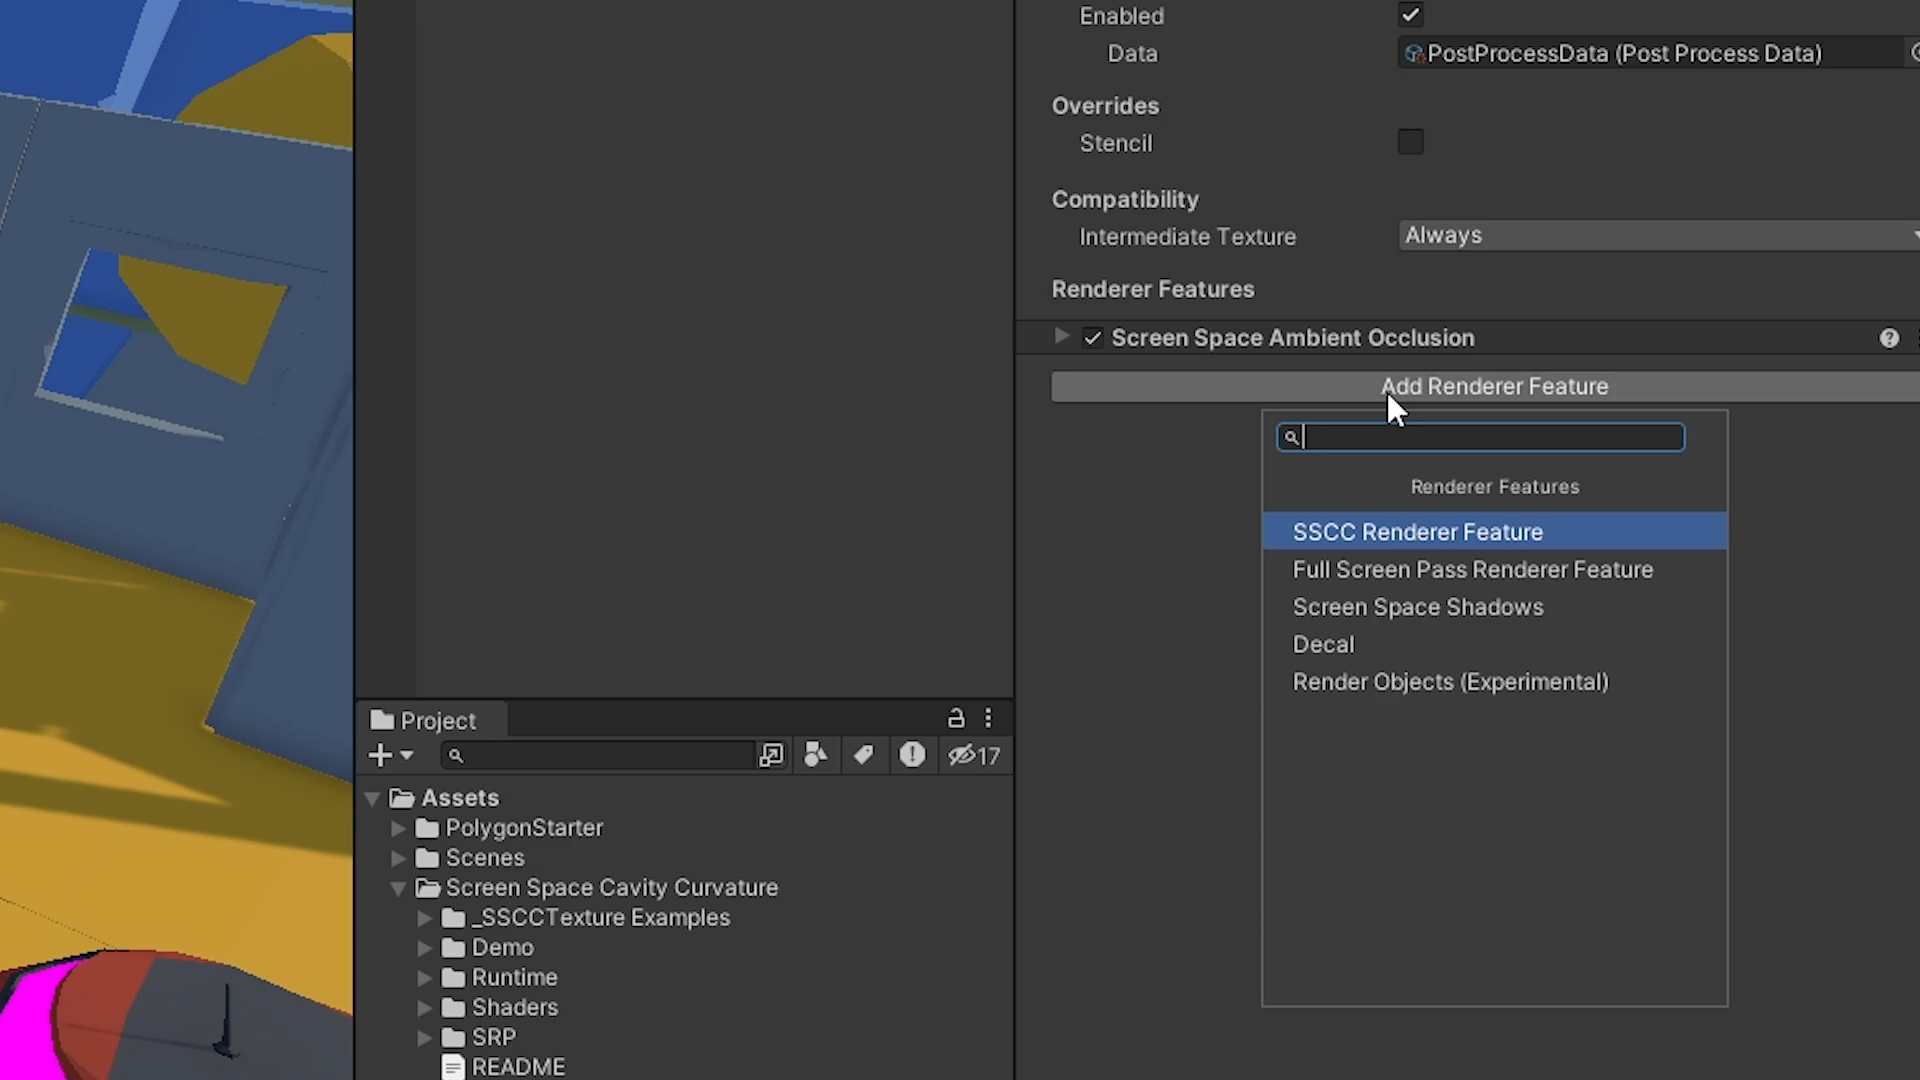 Enabled
Data
PostProcessData (Post Process Data)
Overrides
Stencil
Compatibility
Intermediate Texture
Always
Renderer Features
Screen Space Ambient Occlusion
Add Renderer Feature
Renderer Features
SSCC Renderer Feature
Full Screen Pass Renderer Feature
Screen Space Shadows
Decal
Render Objects (Experimental)
Project
17
Assets
PolygonStarter
Scenes
Screen Space Cavity Curvature
_SSCCTexture Examples
Demo
Runtime
Shaders
SRP
README